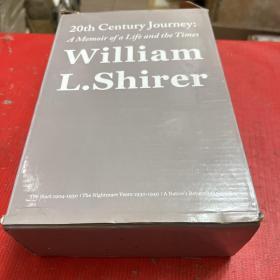 20th Century Journey:
A Memoir of a Life and the Times
William
L.Shirer
The Start 1904-1930 / The Nightmare Years 1930-1940 / A Native's Return